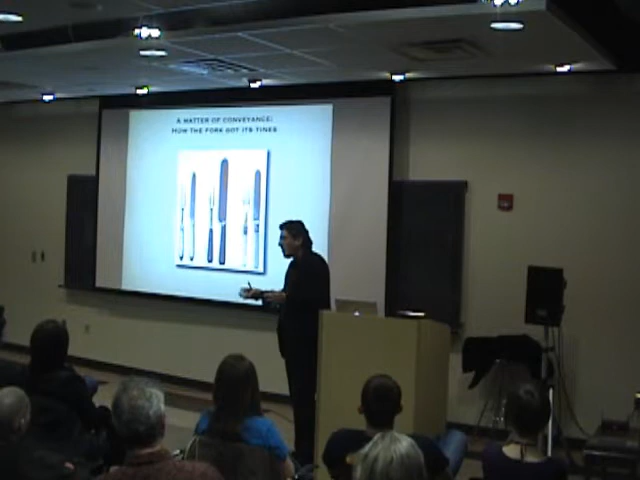 A MATTER OF CONVEYANCE:
HOW THE FORK GOT ITS TINES